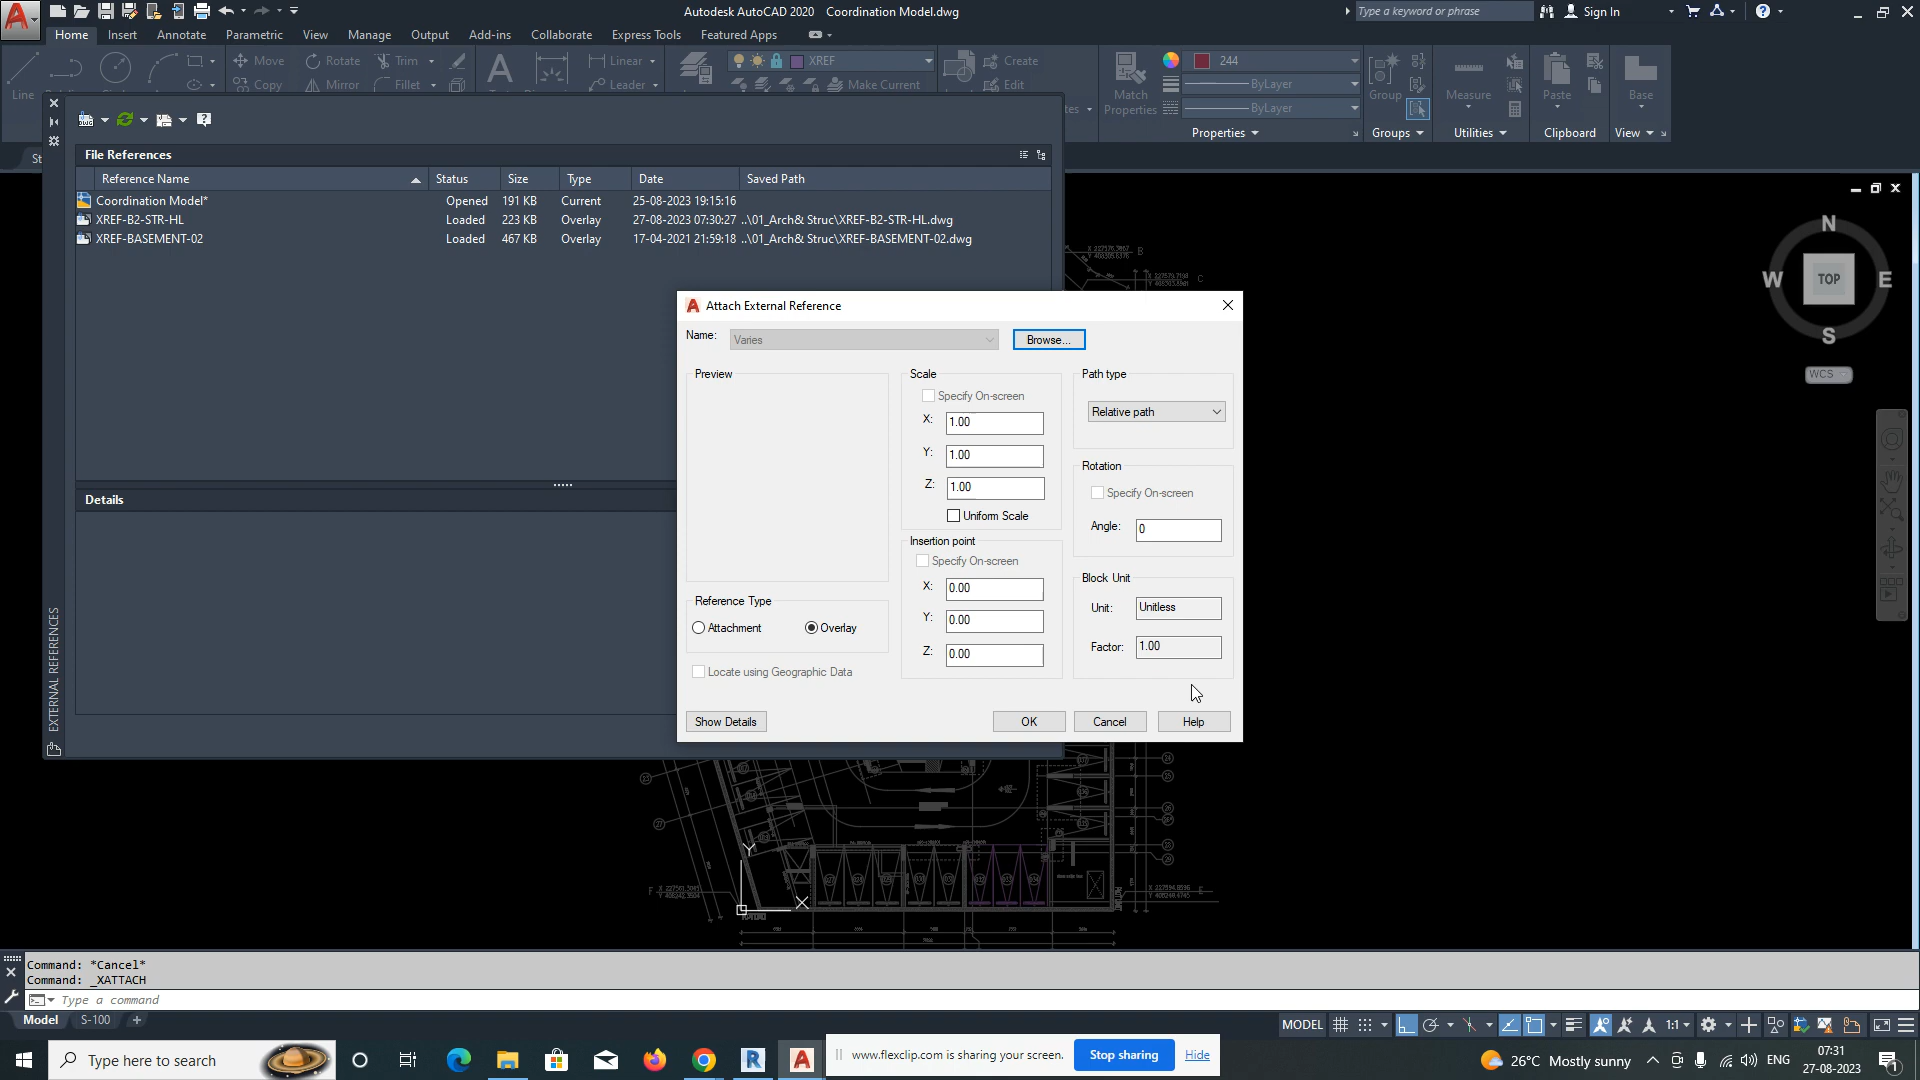 Autodesk AutoCAD 2020 Coordination Model.dwg
Type a keyword or phrase
Sign In
Home Insert Annotate Parametric View Manage Output Add-ins Collaborate Express Tools Featured Apps
Line
Move Rotate Trim
Copy Mirror Fillet
Linear
Leader
XREF
Make Current
Create
Edit
Match Properties
244
ByLayer
ByLayer
Group
Measure
Paste
Base
Properties Groups Utilities Clipboard View
File References
Reference Name Status Size Type Date Saved Path
Coordination Model* Opened 191 KB Current 25-08-2023 19:15:16
XREF-B2-STR-HL Loaded 223 KB Overlay 27-08-2023 07:30:27 ..\01_Arch& Struc\XREF-B2-STR-HL.dwg
XREF-BASEMENT-02 Loaded 467 KB Overlay 17-04-2021 21:59:18 ..\01_Arch& Struc\XREF-BASEMENT-02.dwg
Details
EXTERNAL REFERENCES
Attach External Reference
Name: Varies Browse...
Preview
Scale
Specify On-screen
X: 1.00
Y: 1.00
Z: 1.00
Uniform Scale
Path type
Relative path
Rotation
Specify On-screen
Angle: 0
Insertion point
Specify On-screen
X: 0.00
Y: 0.00
Z: 0.00
Block Unit
Unit: Unitless
Factor: 1.00
Reference Type
Attachment Overlay
Locate using Geographic Data
Show Details OK Cancel Help
N
W TOP E
S
WCS
Y
X
Command: *Cancel*
Command: _XATTACH
Type a command
Model S-100 +
MODEL 1:1
Type here to search
www.flexclip.com is sharing your screen. Stop sharing Hide
26°C Mostly sunny
ENG
07:31
27-08-2023